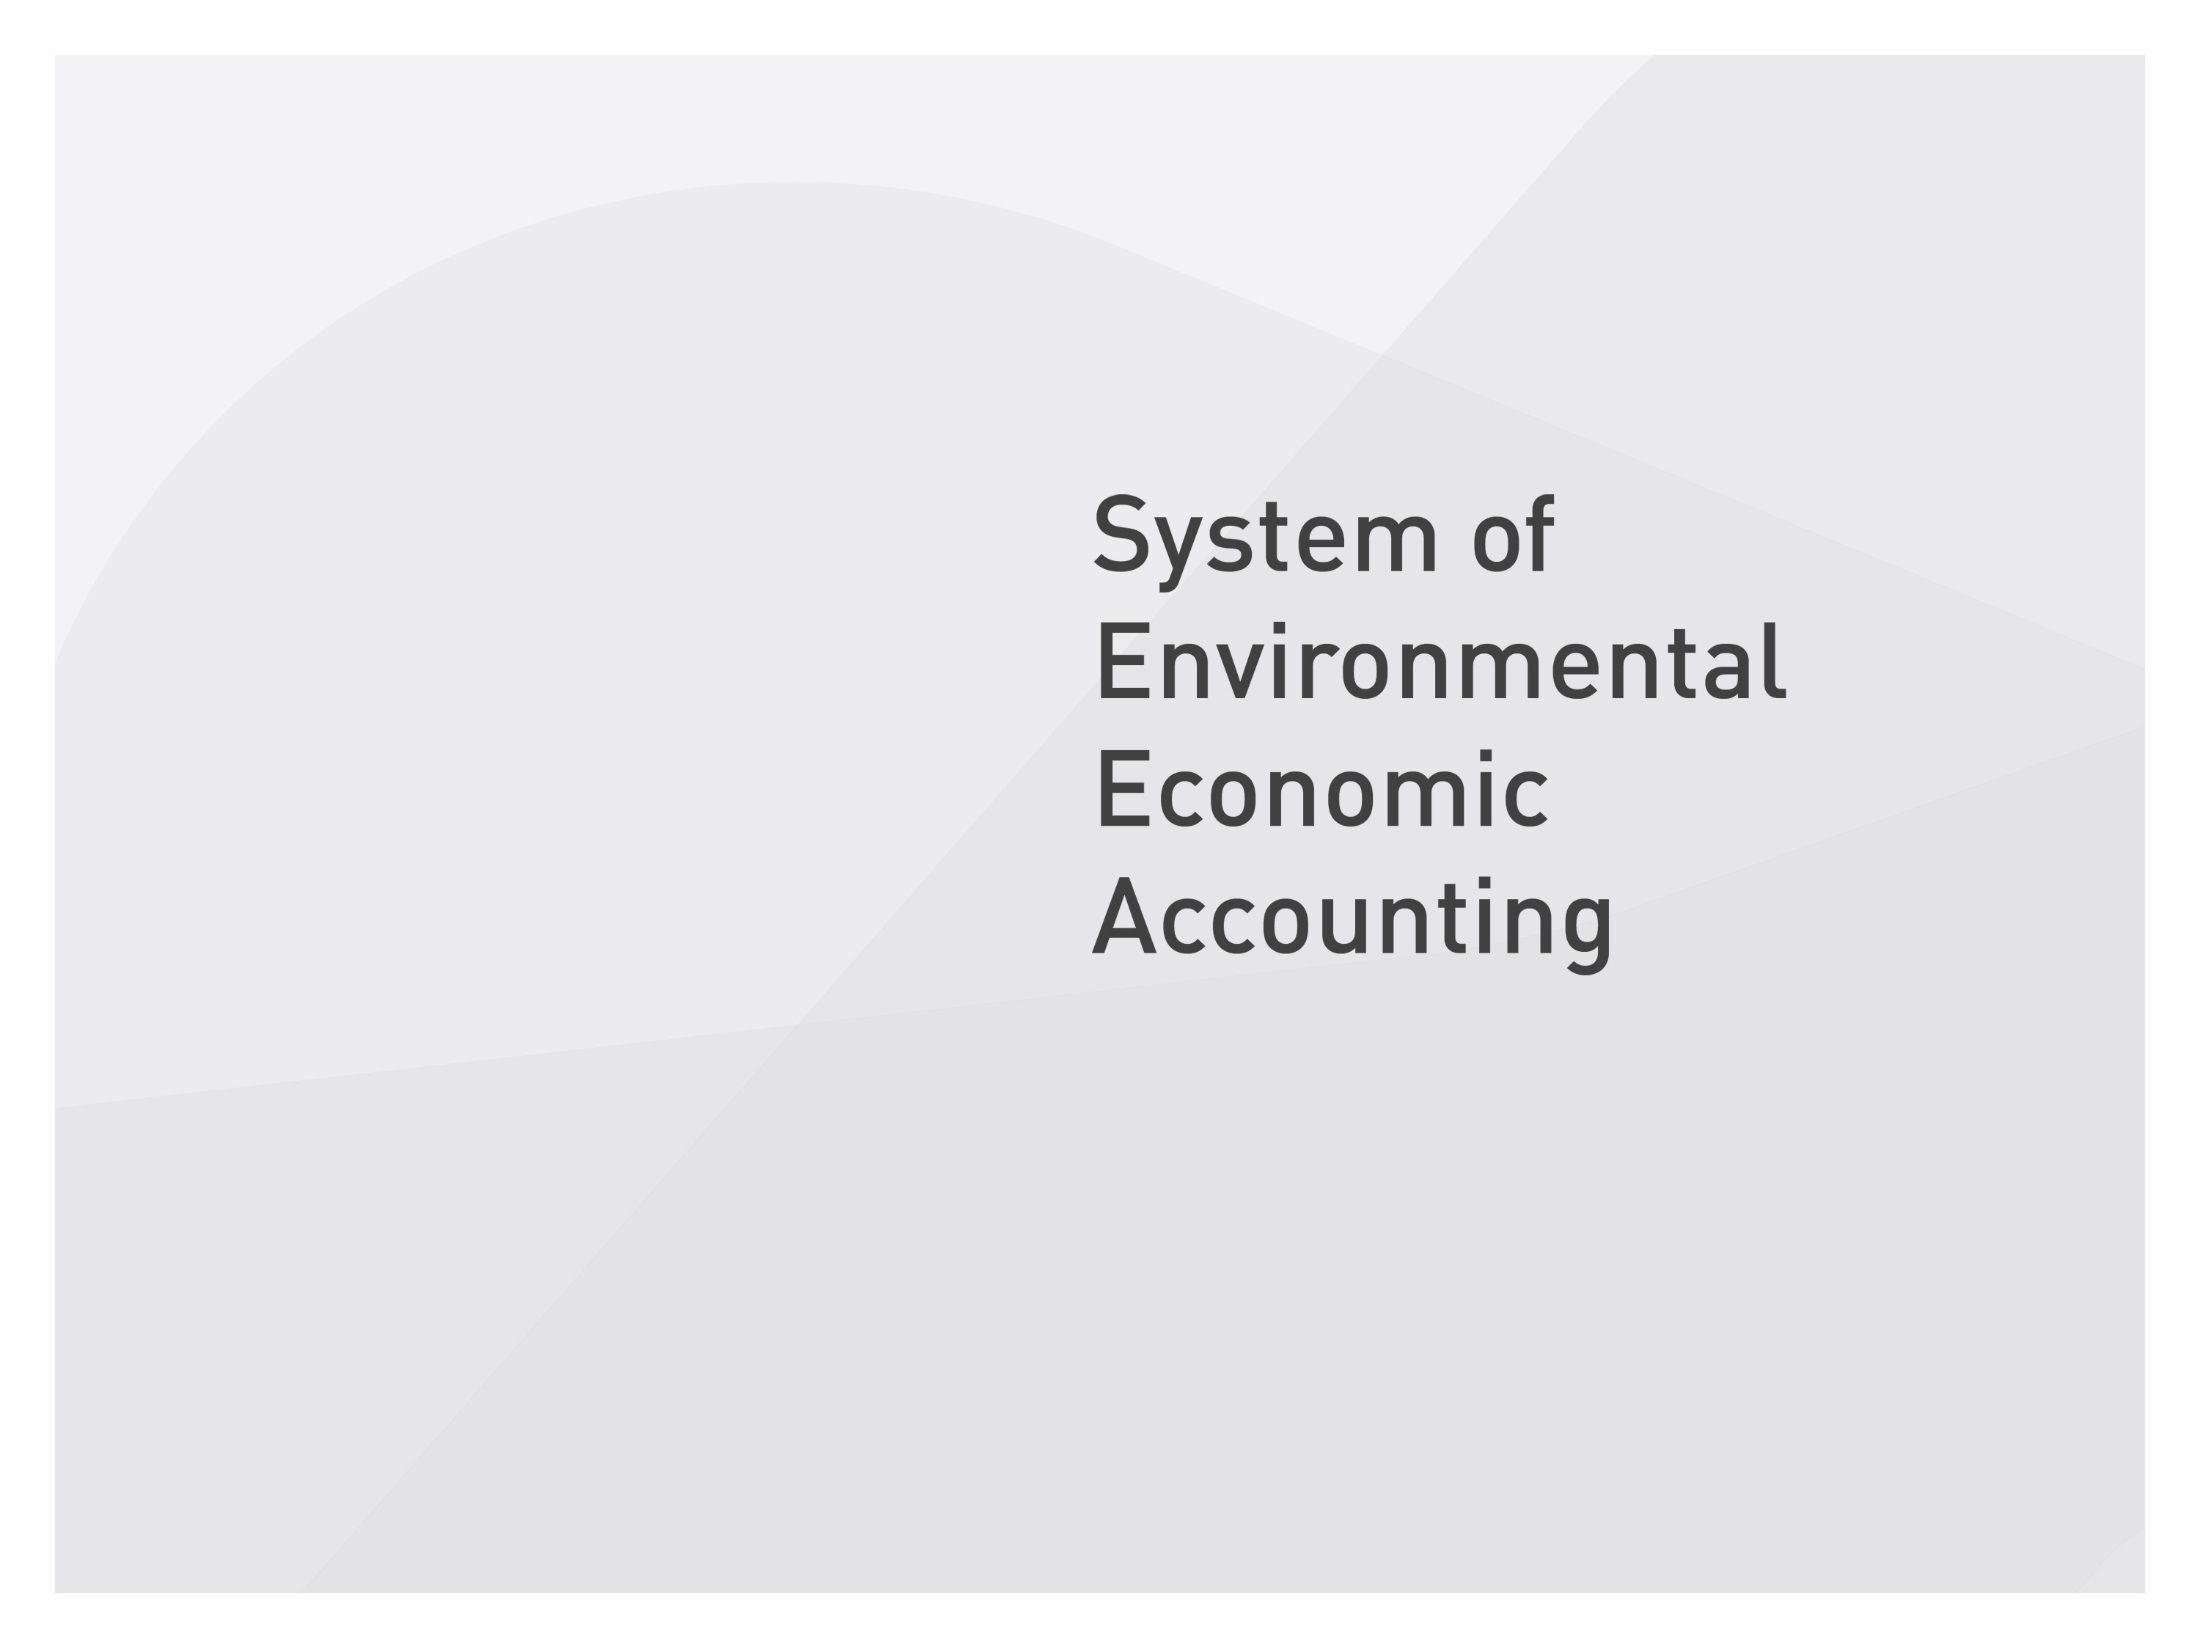 System of
Environmental
Economic
Accounting